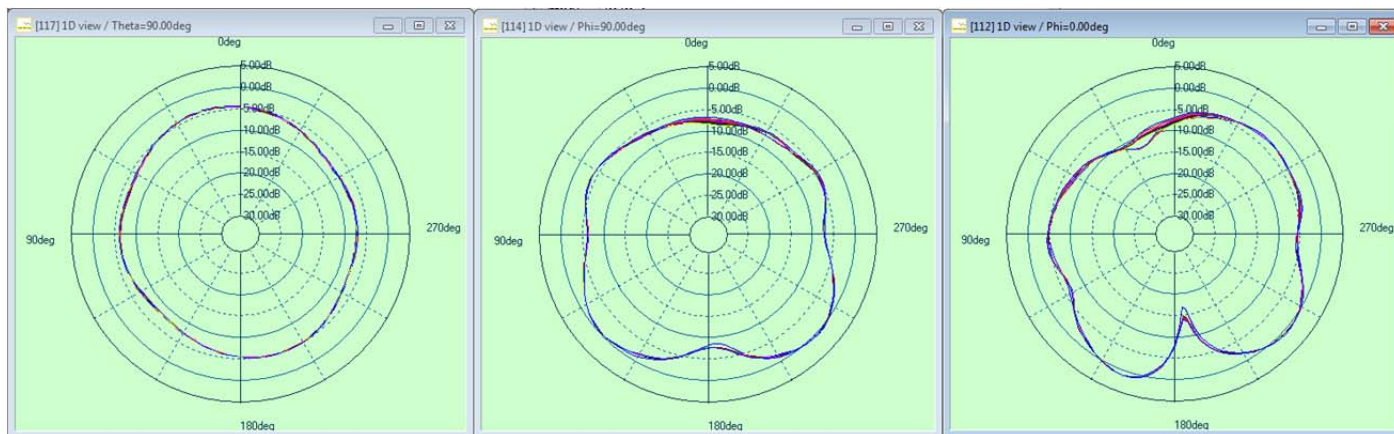 [117] 1D view / Theta=90.00deg
0deg
5.00dB
0.00dB
5.00dB
10.00dB
15.00dB
20.00dB
25.00dB
30.00dB
90deg
270deg
180deg
[114] 1D view / Phi=90.00deg
0deg
5.00dB
0.00dB
5.00dB
10.00dB
15.00dB
20.00dB
25.00dB
30.00dB
90deg
270deg
180deg
[112] 1D view / Phi=0.00deg
0deg
5.00dB
0.00dB
5.00dB
10.00dB
15.00dB
20.00dB
25.00dB
30.00dB
90deg
270deg
180deg